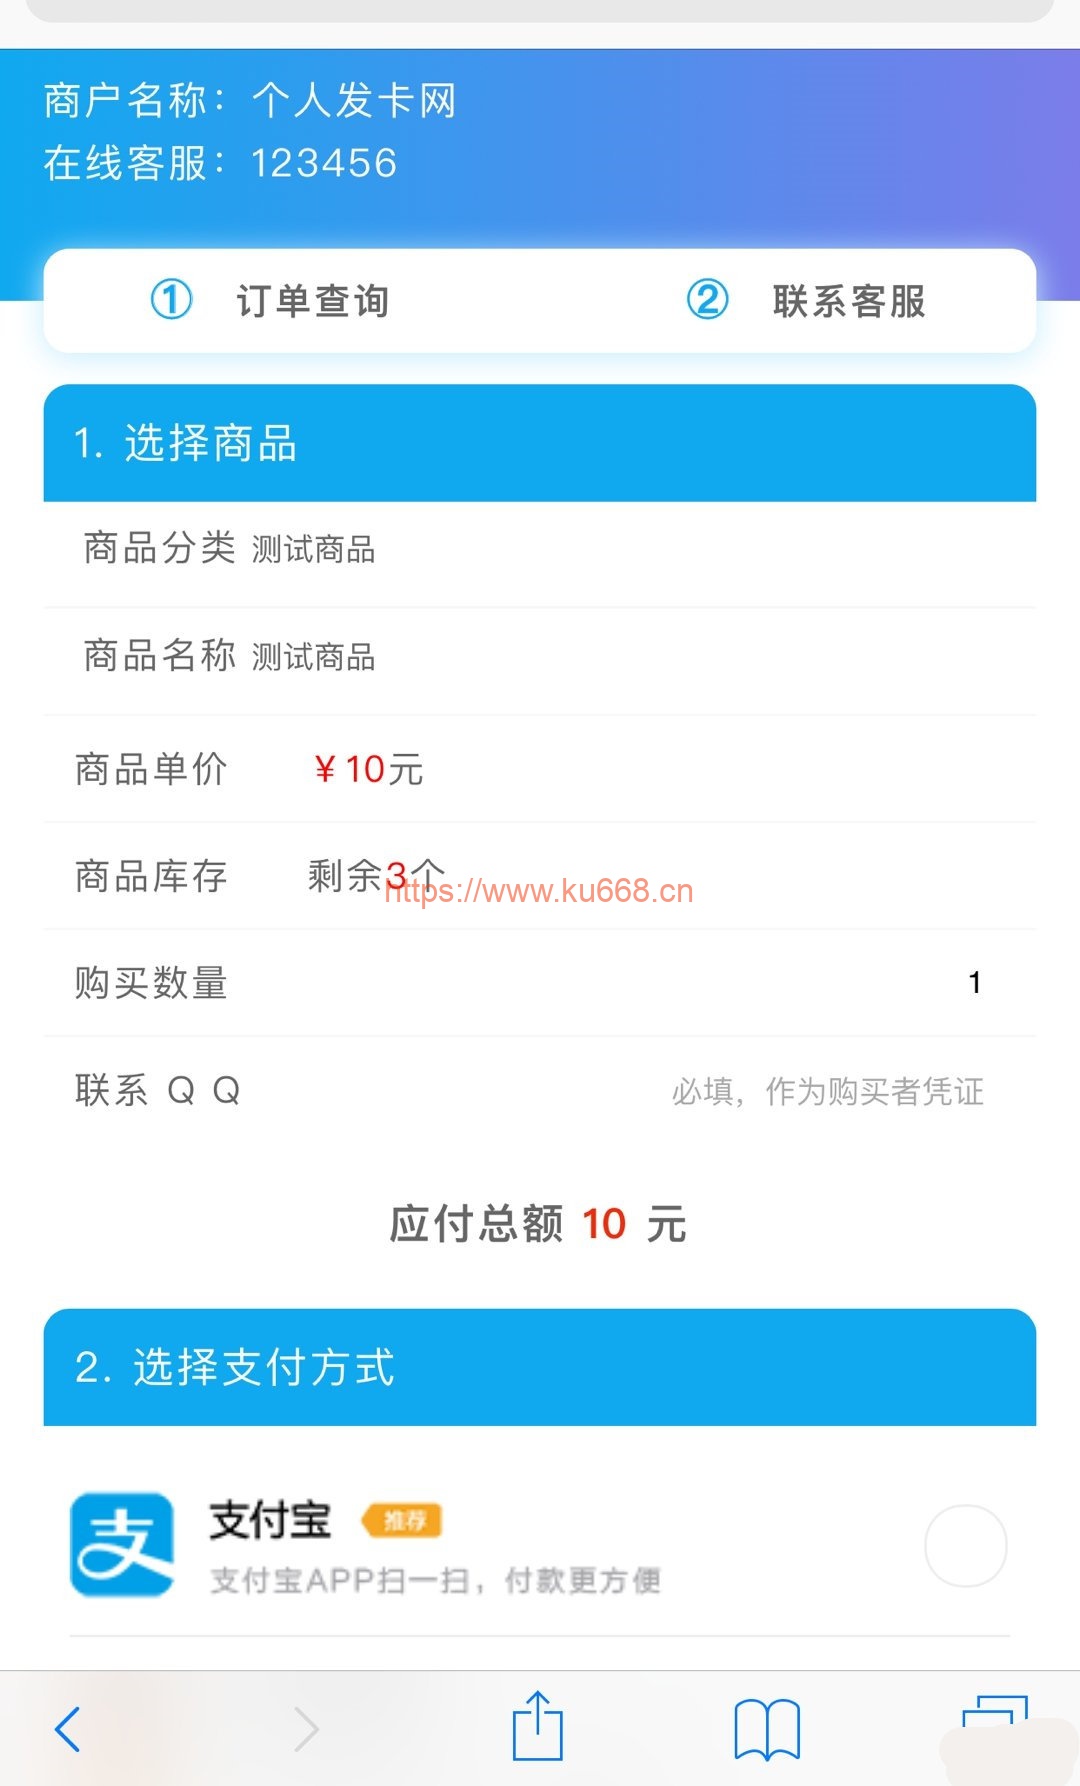 商户名称：个人发卡网
在线客服：123456
① 订单查询 ② 联系客服
1. 选择商品
商品分类 测试商品
商品名称 测试商品
商品单价 ￥10元
商品库存 剩余3个
https://www.ku668.cn
购买数量 1
联系 Q Q 必填，作为购买者凭证
应付总额 10 元
2. 选择支付方式
支 支付宝 推荐
支付宝APP扫一扫，付款更方便